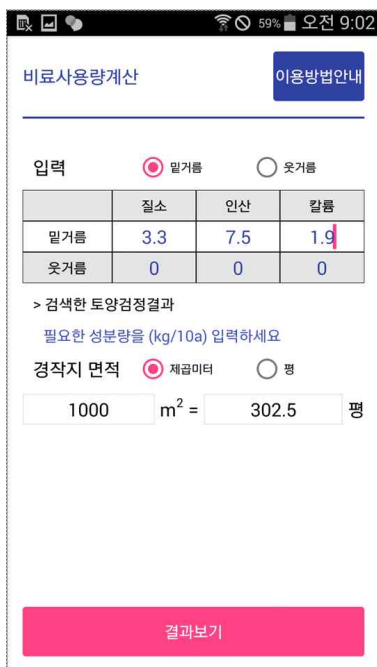 59% 오전 9:02
비료사용량계산 이용방법안내
입력 밑거름 웃거름
질소 인산 칼륨
밑거름 3.3 7.5 1.9
웃거름 0 0 0
> 검색한 토양검정결과
필요한 성분량을 (kg/10a) 입력하세요
경작지 면적 제곱미터 평
1000 m² = 302.5 평
결과보기